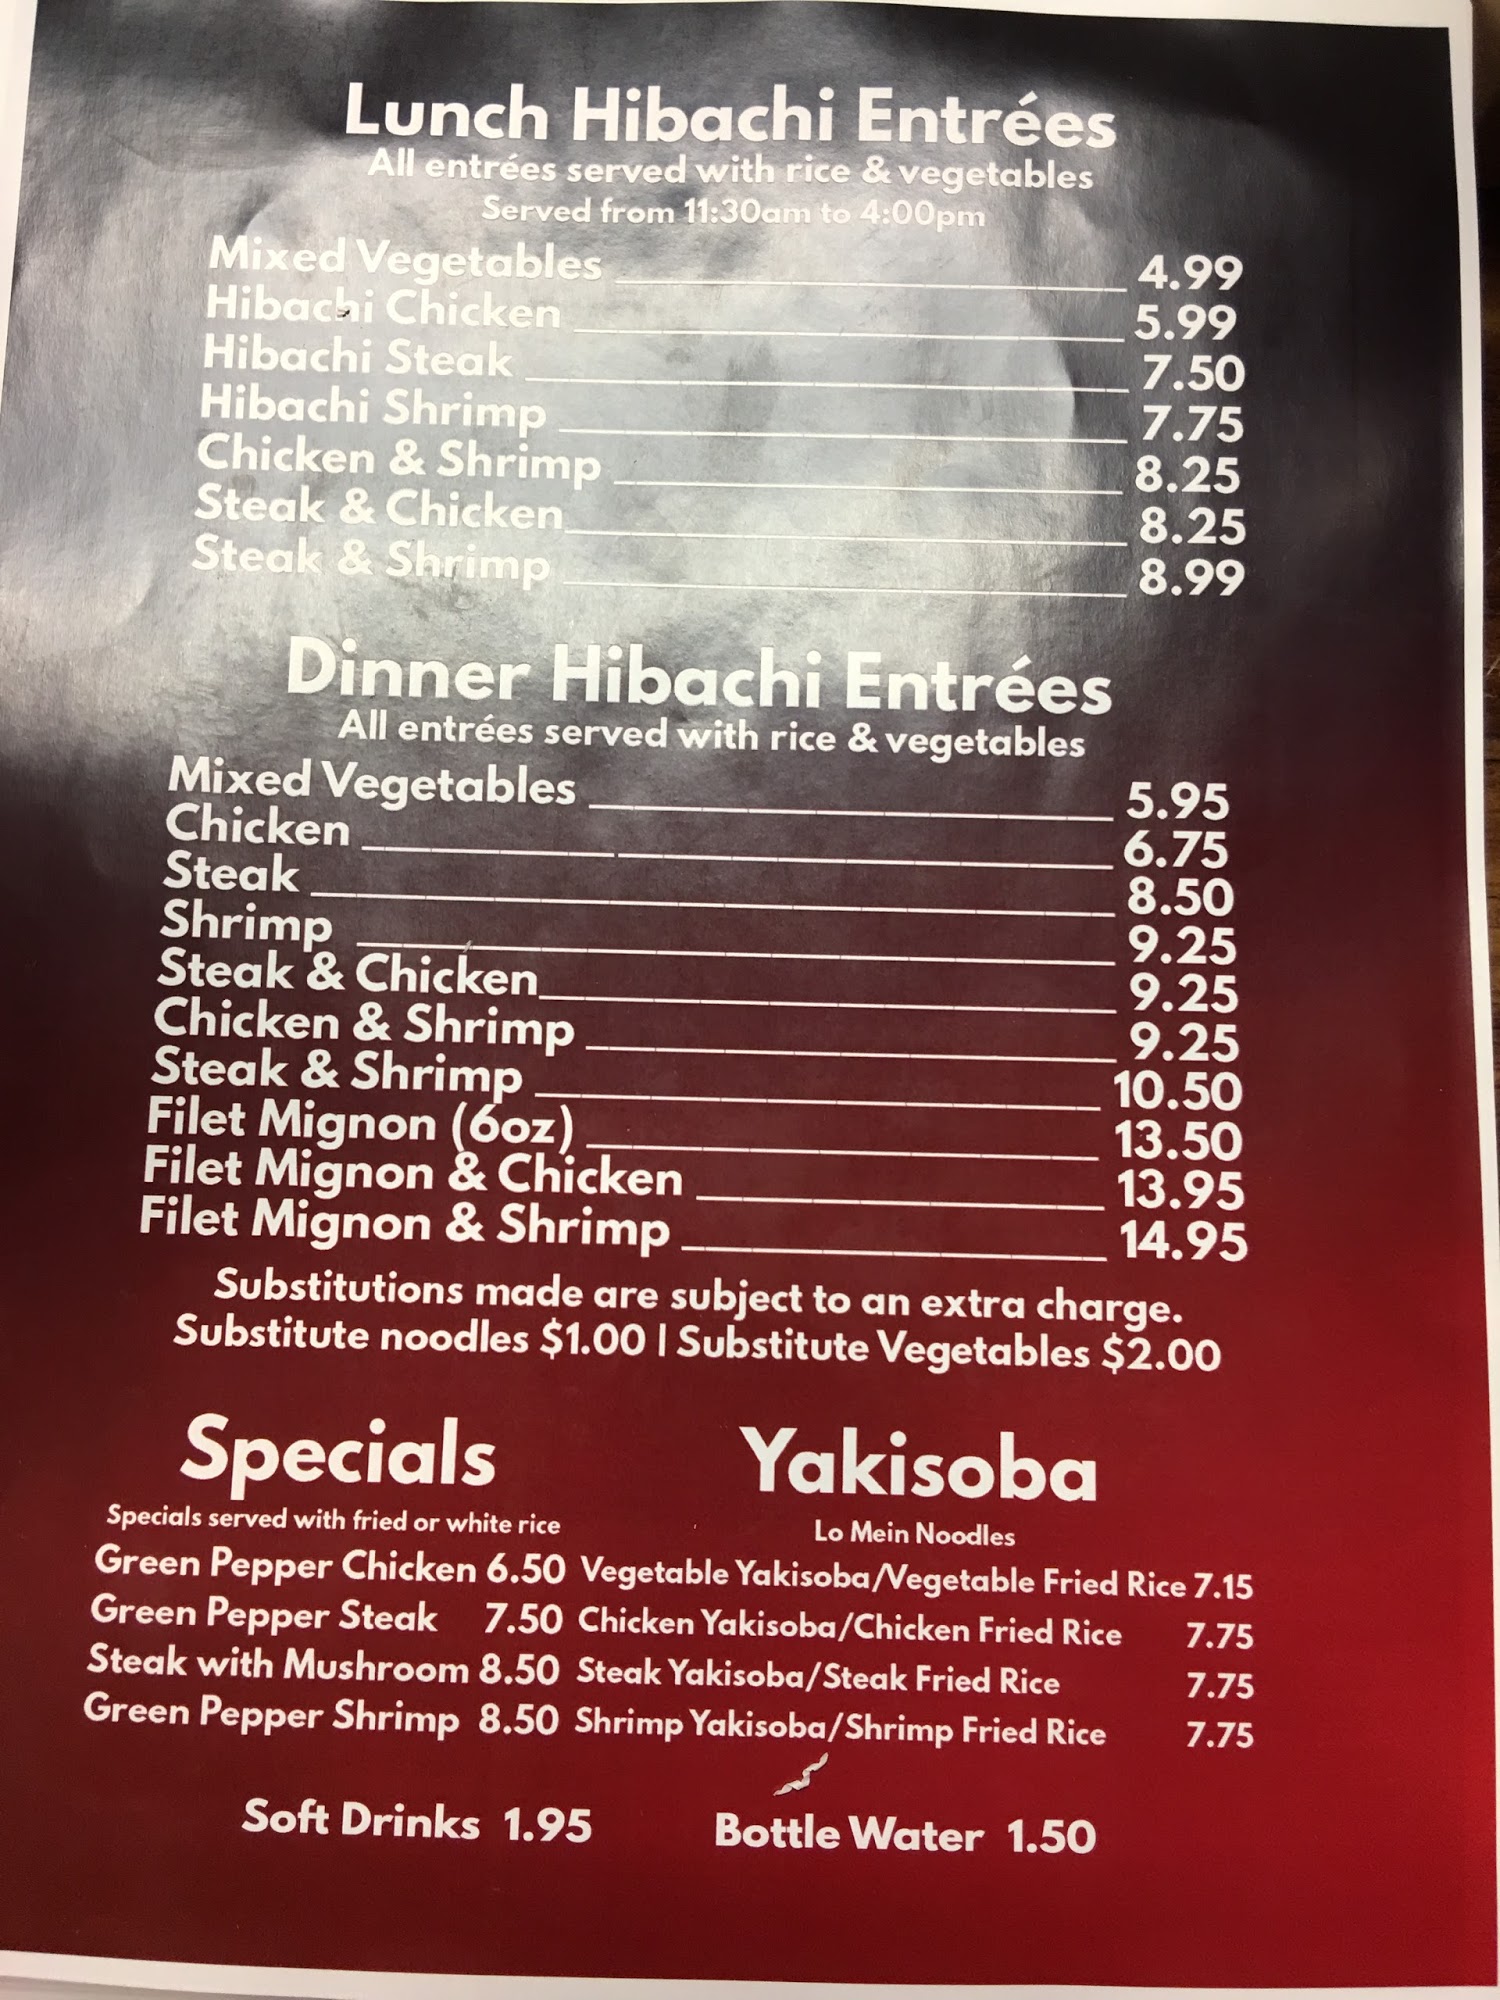 Lunch Hibachi Entrées
All entrées served with rice & vegetables
Served from 11:30am to 4:00pm
Mixed Vegetables 4.99
Hibachi Chicken 5.99
Hibachi Steak 7.50
Hibachi Shrimp 7.75
Chicken & Shrimp 8.25
Steak & Chicken 8.25
Steak & Shrimp 8.99
Dinner Hibachi Entrées
All entrées served with rice & vegetables
Mixed Vegetables 5.95
Chicken 6.75
Steak 8.50
Shrimp 9.25
Steak & Chicken 9.25
Chicken & Shrimp 9.25
Steak & Shrimp 10.50
Filet Mignon (6oz) 13.50
Filet Mignon & Chicken 13.95
Filet Mignon & Shrimp 14.95
Substitutions made are subject to an extra charge.
Substitute noodles $1.00 | Substitute Vegetables $2.00
Specials
Specials served with fried or white rice
Green Pepper Chicken 6.50
Green Pepper Steak 7.50
Steak with Mushroom 8.50
Green Pepper Shrimp 8.50
Yakisoba
Lo Mein Noodles
Vegetable Yakisoba/Vegetable Fried Rice 7.15
Chicken Yakisoba/Chicken Fried Rice 7.75
Steak Yakisoba/Steak Fried Rice 7.75
Shrimp Yakisoba/Shrimp Fried Rice 7.75
Soft Drinks 1.95
Bottle Water 1.50